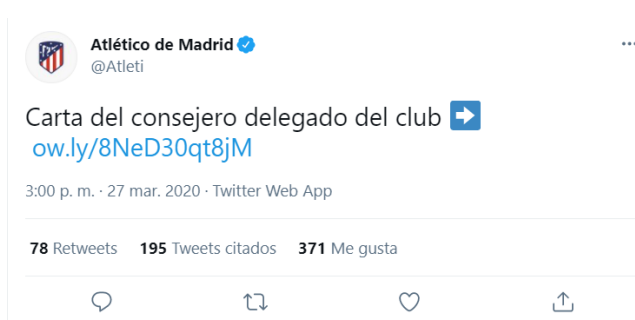 Atlético de Madrid
@Atleti
Carta del consejero delegado del club ➡
ow.ly/8NeD30qt8jM
3:00 p. m. · 27 mar. 2020 · Twitter Web App
78 Retweets 195 Tweets citados 371 Me gusta